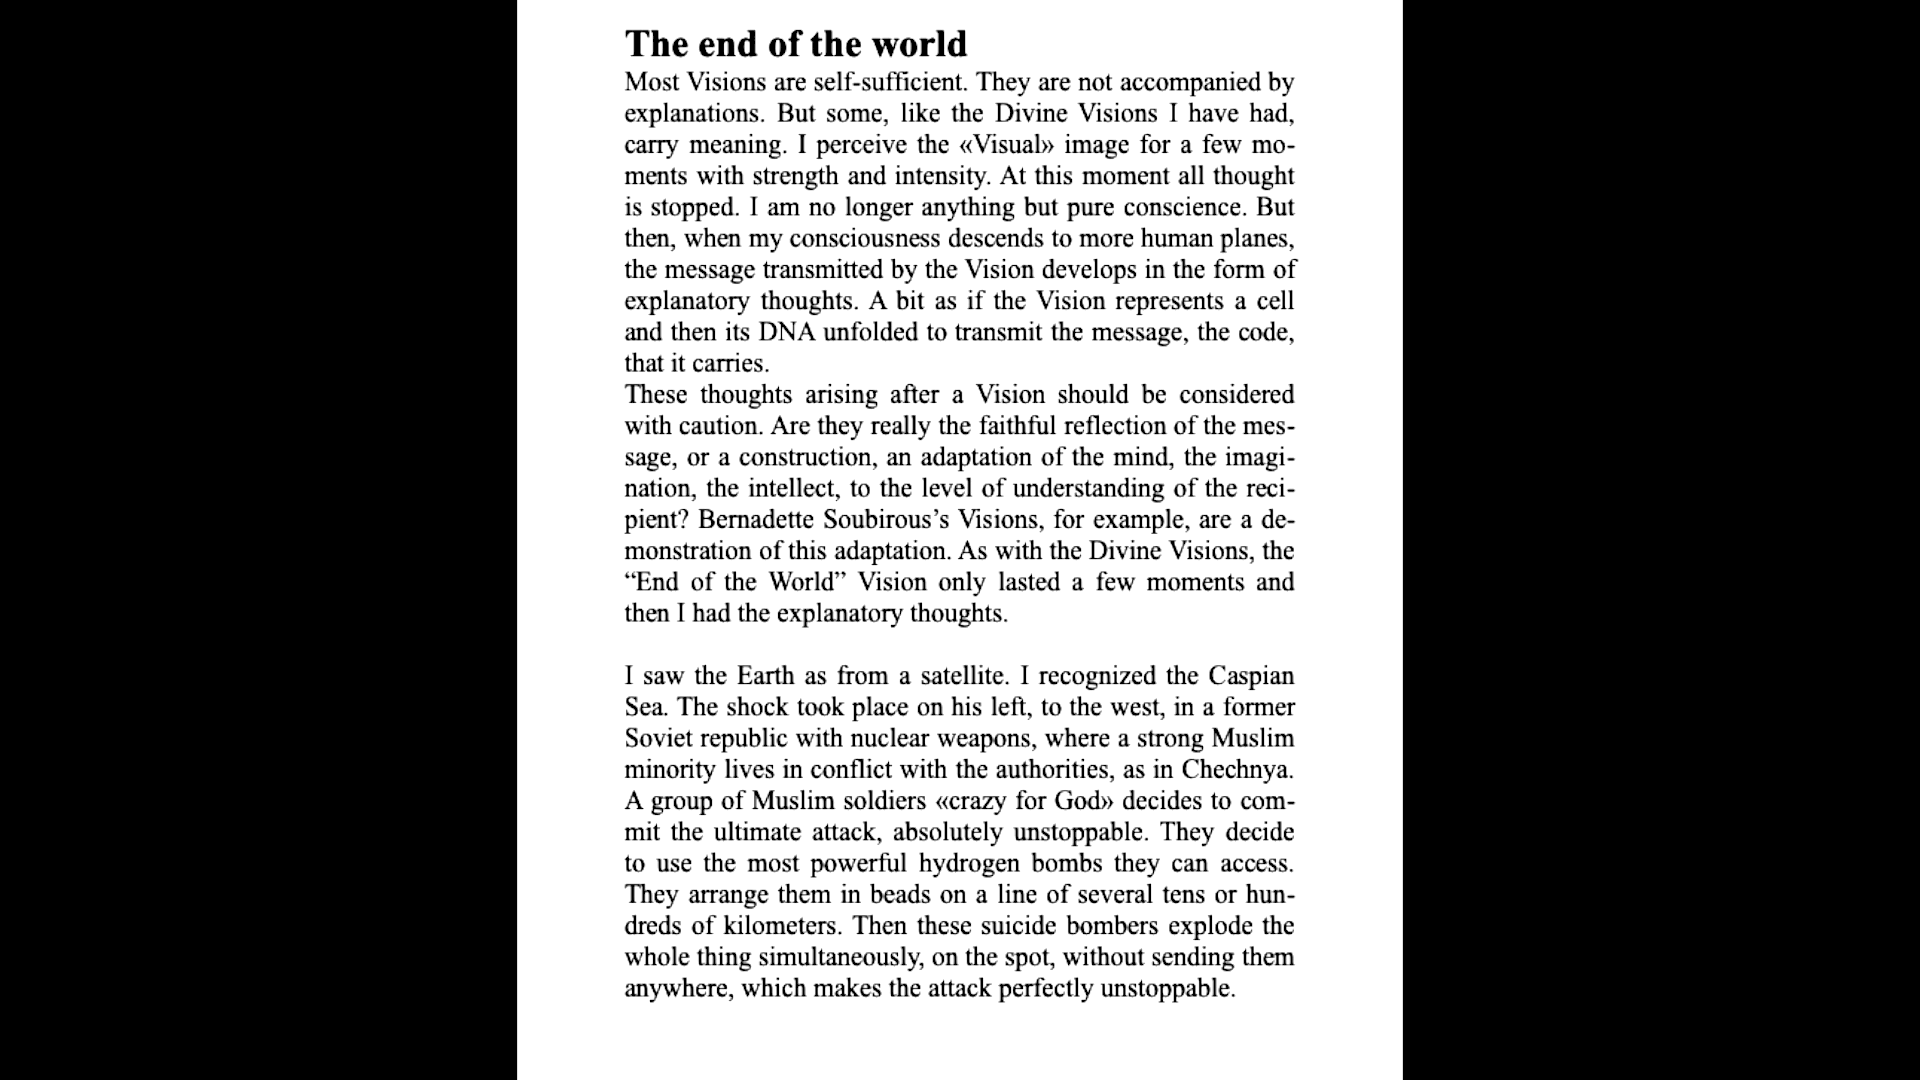 The end of the world
Most Visions are self-sufficient. They are not accompanied by
explanations. But some, like the Divine Visions I have had,
carry meaning. I perceive the «Visual» image for a few mo-
ments with strength and intensity. At this moment all thought
is stopped. I am no longer anything but pure conscience. But
then, when my consciousness descends to more human planes,
the message transmitted by the Vision develops in the form of
explanatory thoughts. A bit as if the Vision represents a cell
and then its DNA unfolded to transmit the message, the code,
that it carries.
These thoughts arising after a Vision should be considered
with caution. Are they really the faithful reflection of the mes-
sage, or a construction, an adaptation of the mind, the imagi-
nation, the intellect, to the level of understanding of the reci-
pient? Bernadette Soubirous’s Visions, for example, are a de-
monstration of this adaptation. As with the Divine Visions, the
“End of the World” Vision only lasted a few moments and
then I had the explanatory thoughts.
I saw the Earth as from a satellite. I recognized the Caspian
Sea. The shock took place on his left, to the west, in a former
Soviet republic with nuclear weapons, where a strong Muslim
minority lives in conflict with the authorities, as in Chechnya.
A group of Muslim soldiers «crazy for God» decides to com-
mit the ultimate attack, absolutely unstoppable. They decide
to use the most powerful hydrogen bombs they can access.
They arrange them in beads on a line of several tens or hun-
dreds of kilometers. Then these suicide bombers explode the
whole thing simultaneously, on the spot, without sending them
anywhere, which makes the attack perfectly unstoppable.